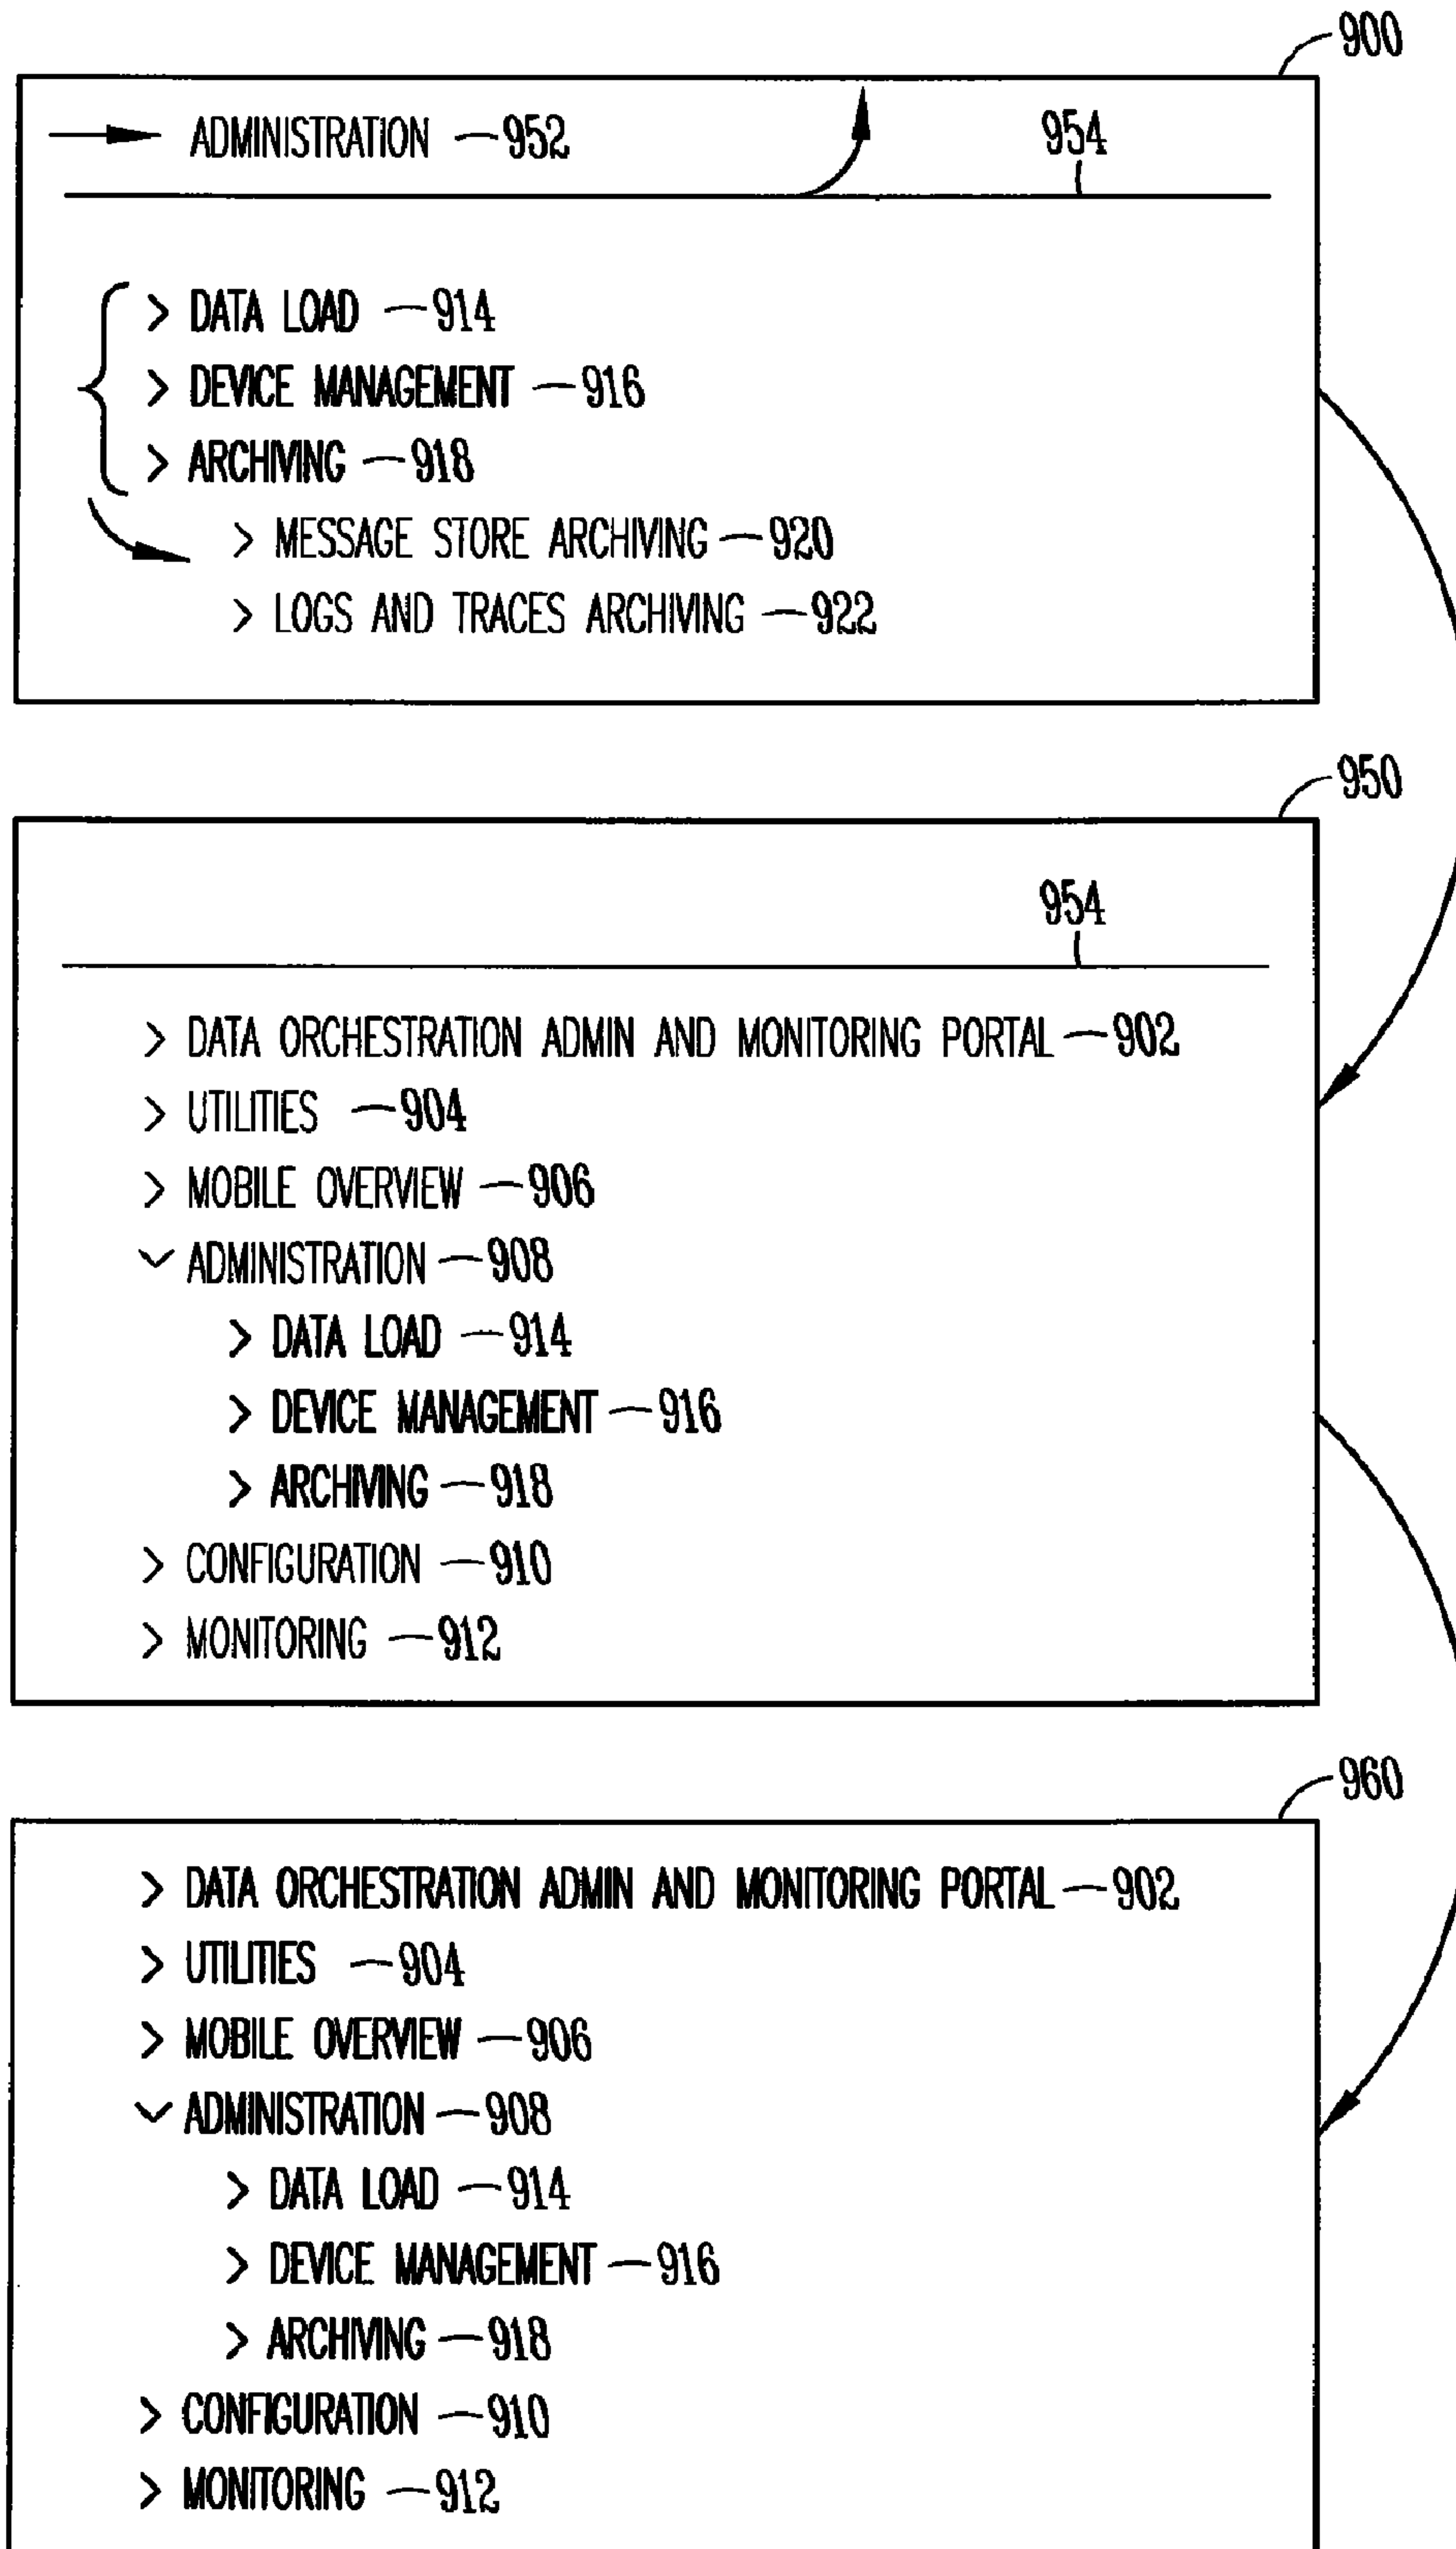 900
ADMINISTRATION 952
954
> DATA LOAD 914
> DEVICE MANAGEMENT 916
> ARCHIVING 918
> MESSAGE STORE ARCHIVING 920
> LOGS AND TRACES ARCHIVING 922
950
954
> DATA ORCHESTRATION ADMIN AND MONITORING PORTAL 902
> UTILITIES 904
> MOBILE OVERVIEW 906
ADMINISTRATION 908
> DATA LOAD 914
> DEVICE MANAGEMENT 916
> ARCHIVING 918
> CONFIGURATION 910
> MONITORING 912
960
> DATA ORCHESTRATION ADMIN AND MONITORING PORTAL 902
> UTILITIES 904
> MOBILE OVERVIEW 906
ADMINISTRATION 908
> DATA LOAD 914
> DEVICE MANAGEMENT 916
> ARCHIVING 918
> CONFIGURATION 910
> MONITORING 912